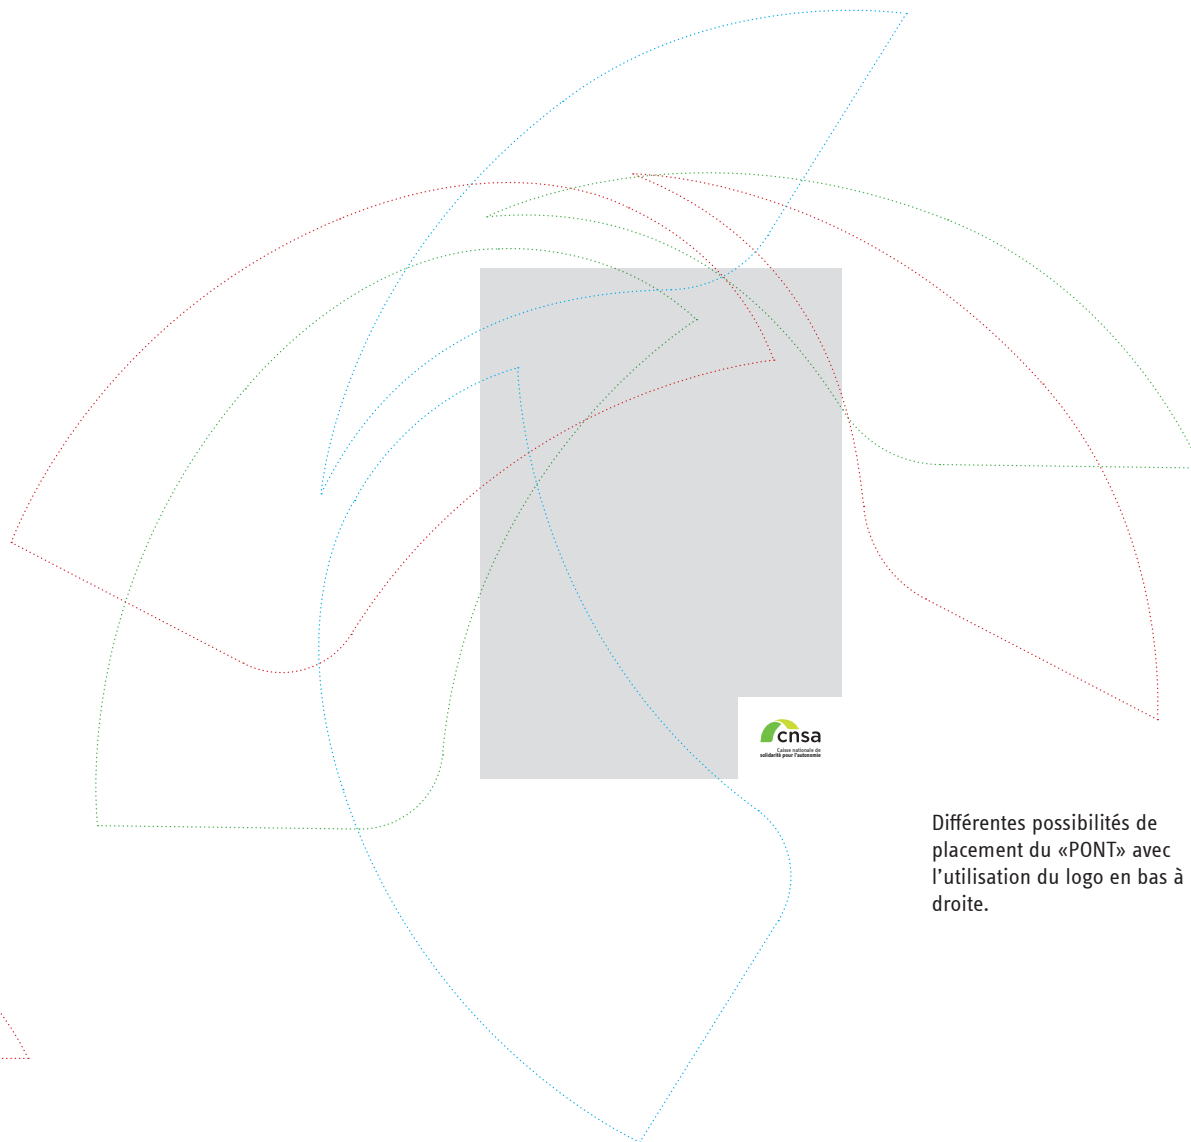 cnsa
Caisse nationale de
solidarité pour l'autonomie
Différentes possibilités de
placement du «PONT» avec
l'utilisation du logo en bas à
droite.